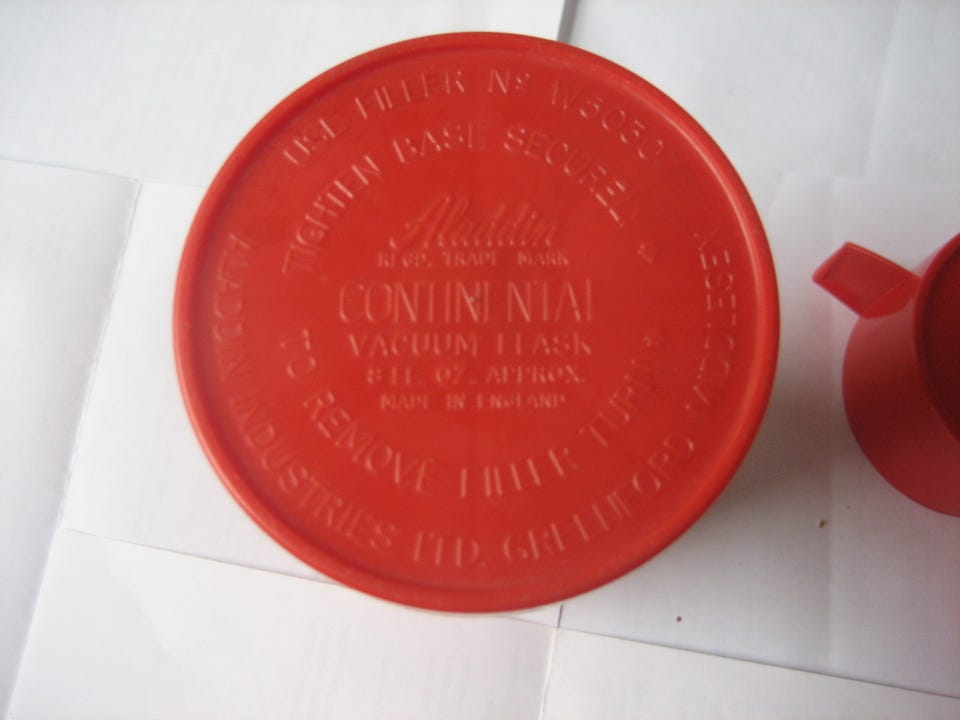 USE FILLER Nº W5030
TIGHTEN BASE SECURELY
Aladdin
REGD. TRADE MARK
CONTINENTAL
VACUUM FLASK
8 FL. OZ. APPROX.
MADE IN ENGLAND
TO REMOVE FILLER TURN
ALADDIN INDUSTRIES LTD. GREENFORD MIDDLESEX